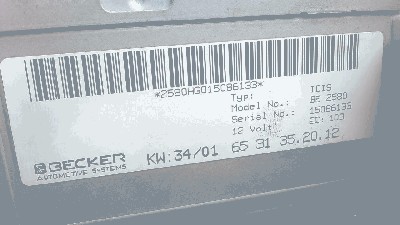 *2580HG015C86133*
Type: TCIS
Model No.: BE 2580
Serial No.: 15086133
12 Volt
BECKER
AUTOMOTIVE SYSTEMS
KW: 34/01 65 31 35.20.12